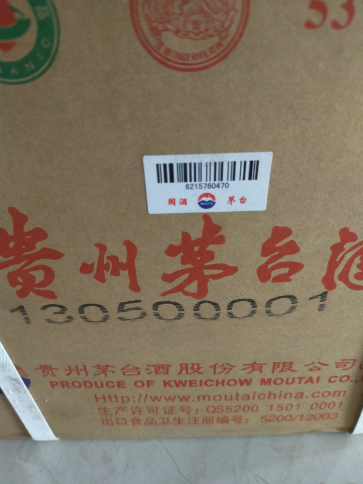 ANIC
53
6215760470
國酒 茅台
贵州茅台酒
130500001
贵州茅台酒股份有限公司
PRODUCE OF KWEICHOW MOUTAI CO.
Http://www.moutaichina.com
生产许可证号: QS5200 1501 0001
出口食品卫生注册编号: 5200/12003